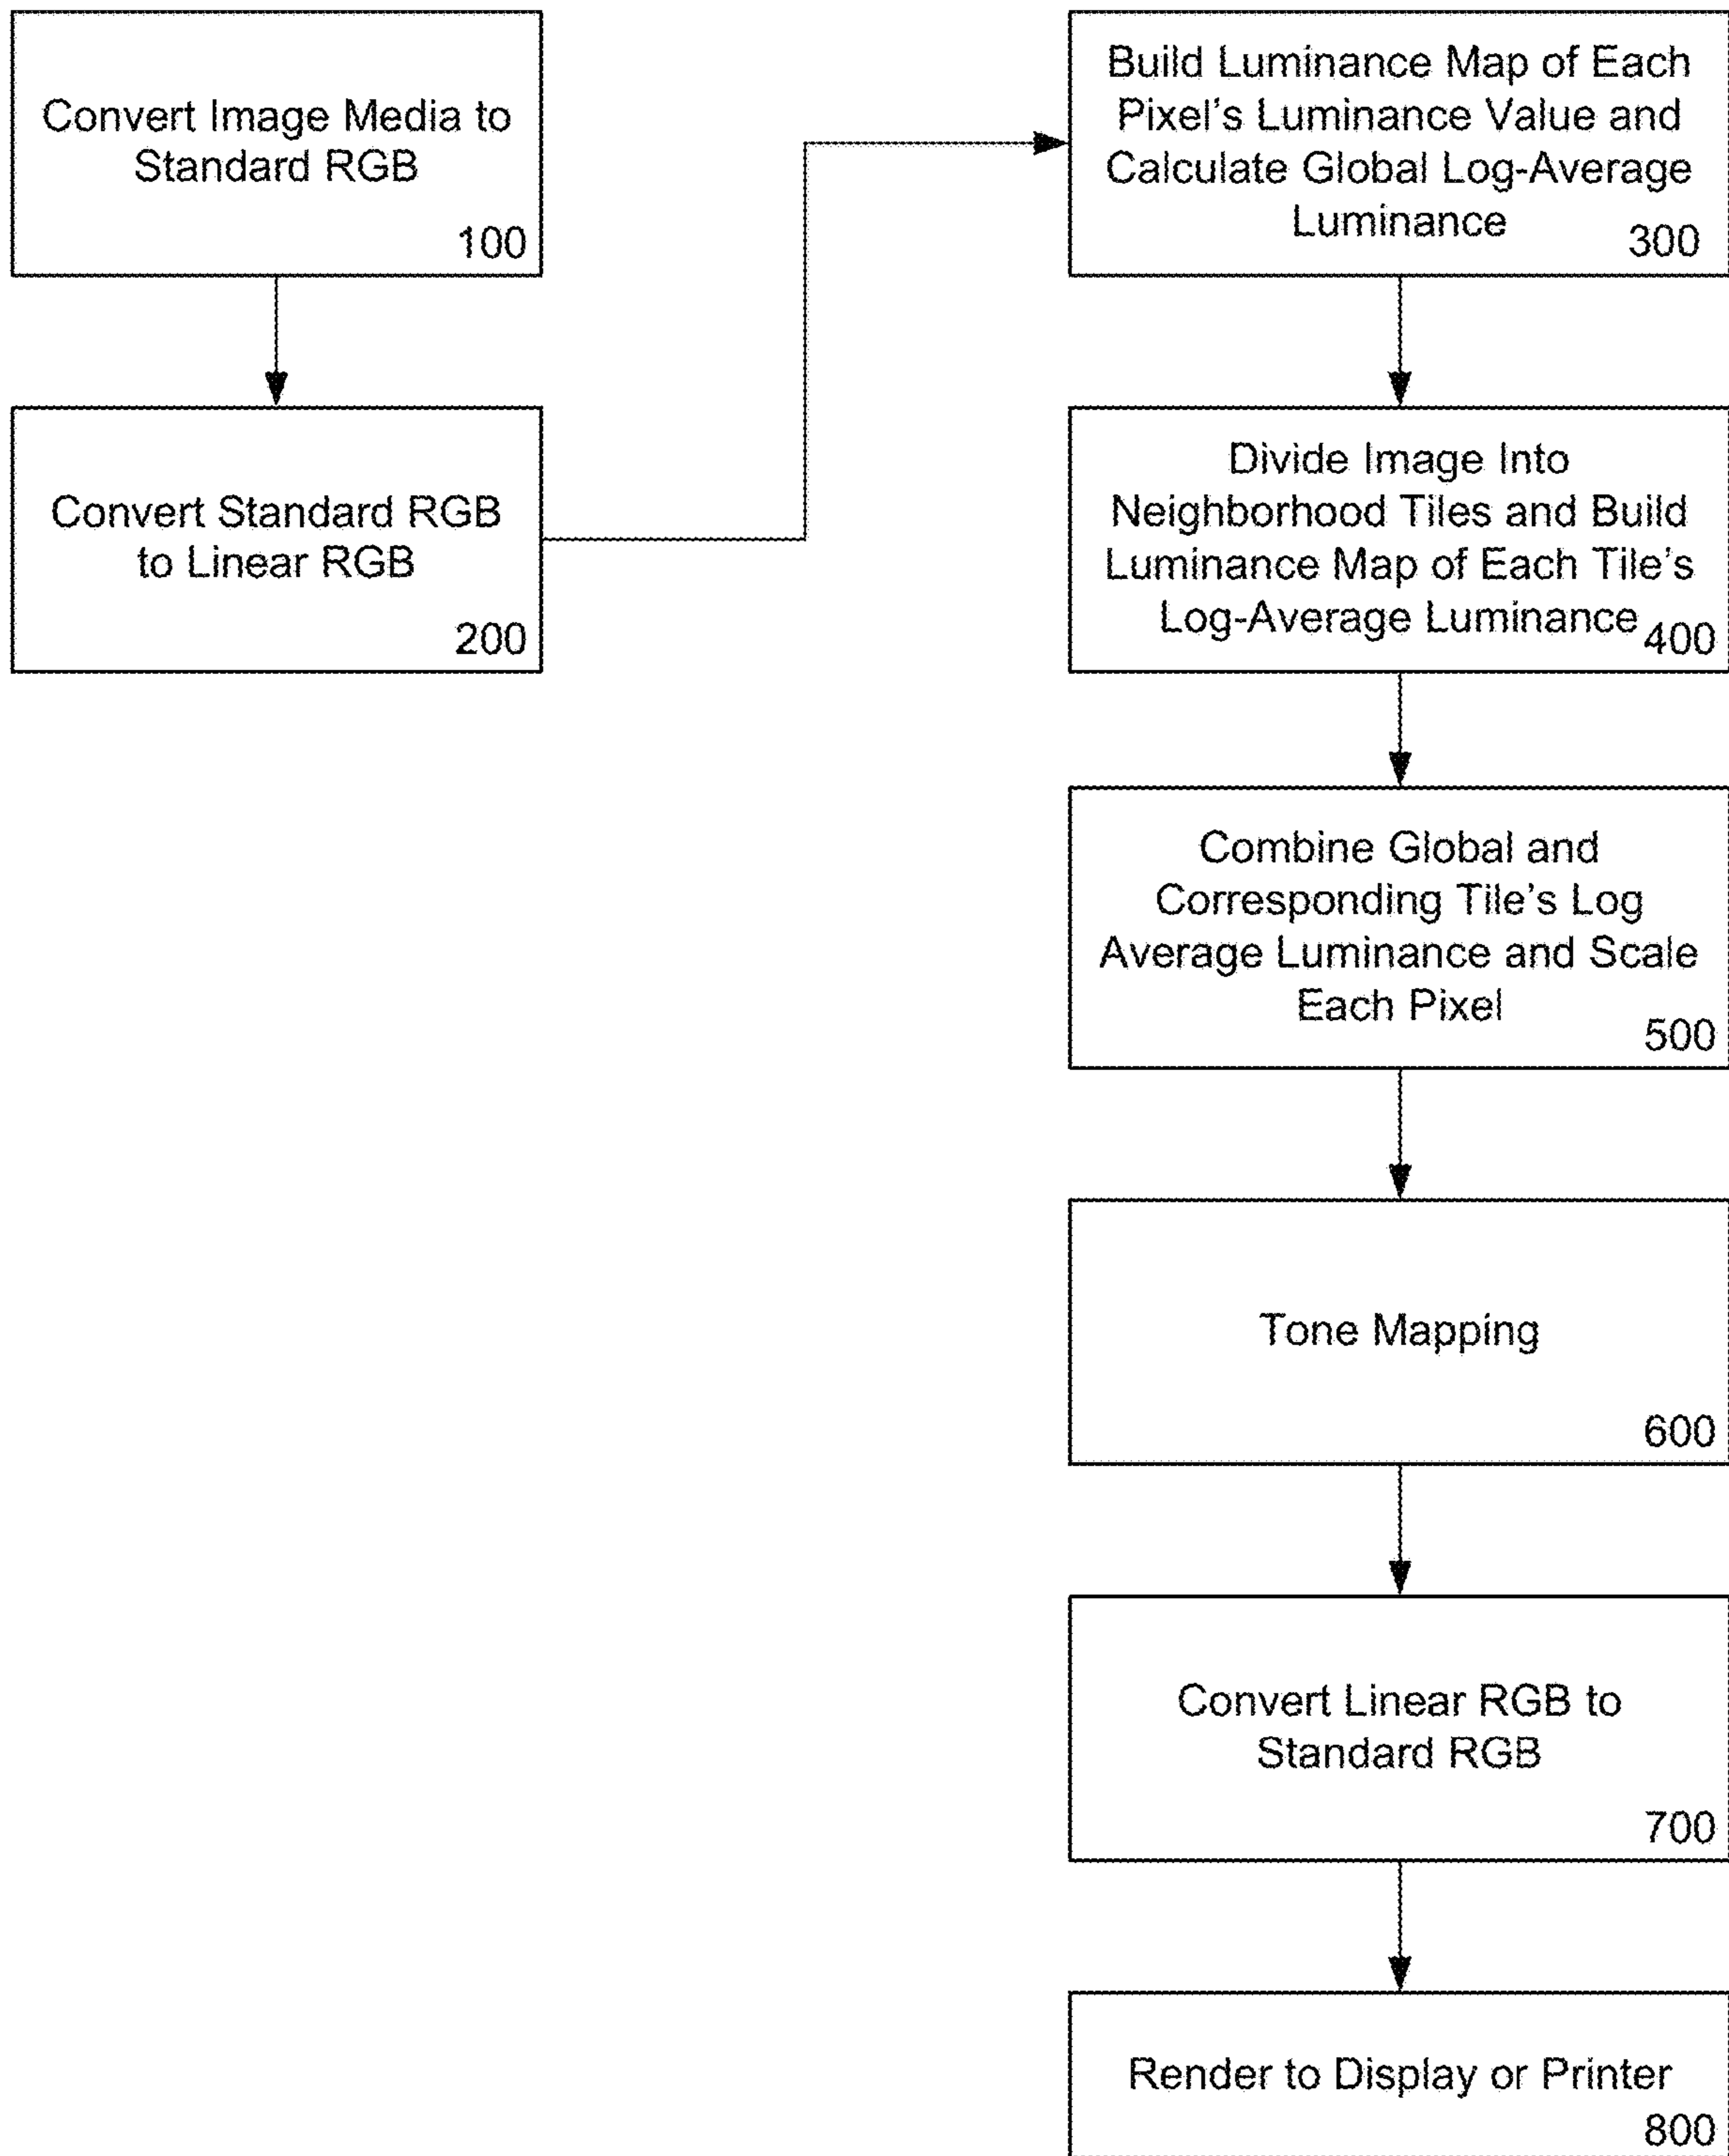 Convert Image Media to
Standard RGB
100
Convert Standard RGB
to Linear RGB
200
Build Luminance Map of Each
Pixel's Luminance Value and
Calculate Global Log-Average
Luminance
300
Divide Image Into
Neighborhood Tiles and Build
Luminance Map of Each Tile's
Log-Average Luminance
400
Combine Global and
Corresponding Tile's Log
Average Luminance and Scale
Each Pixel
500
Tone Mapping
600
Convert Linear RGB to
Standard RGB
700
Render to Display or Printer
800